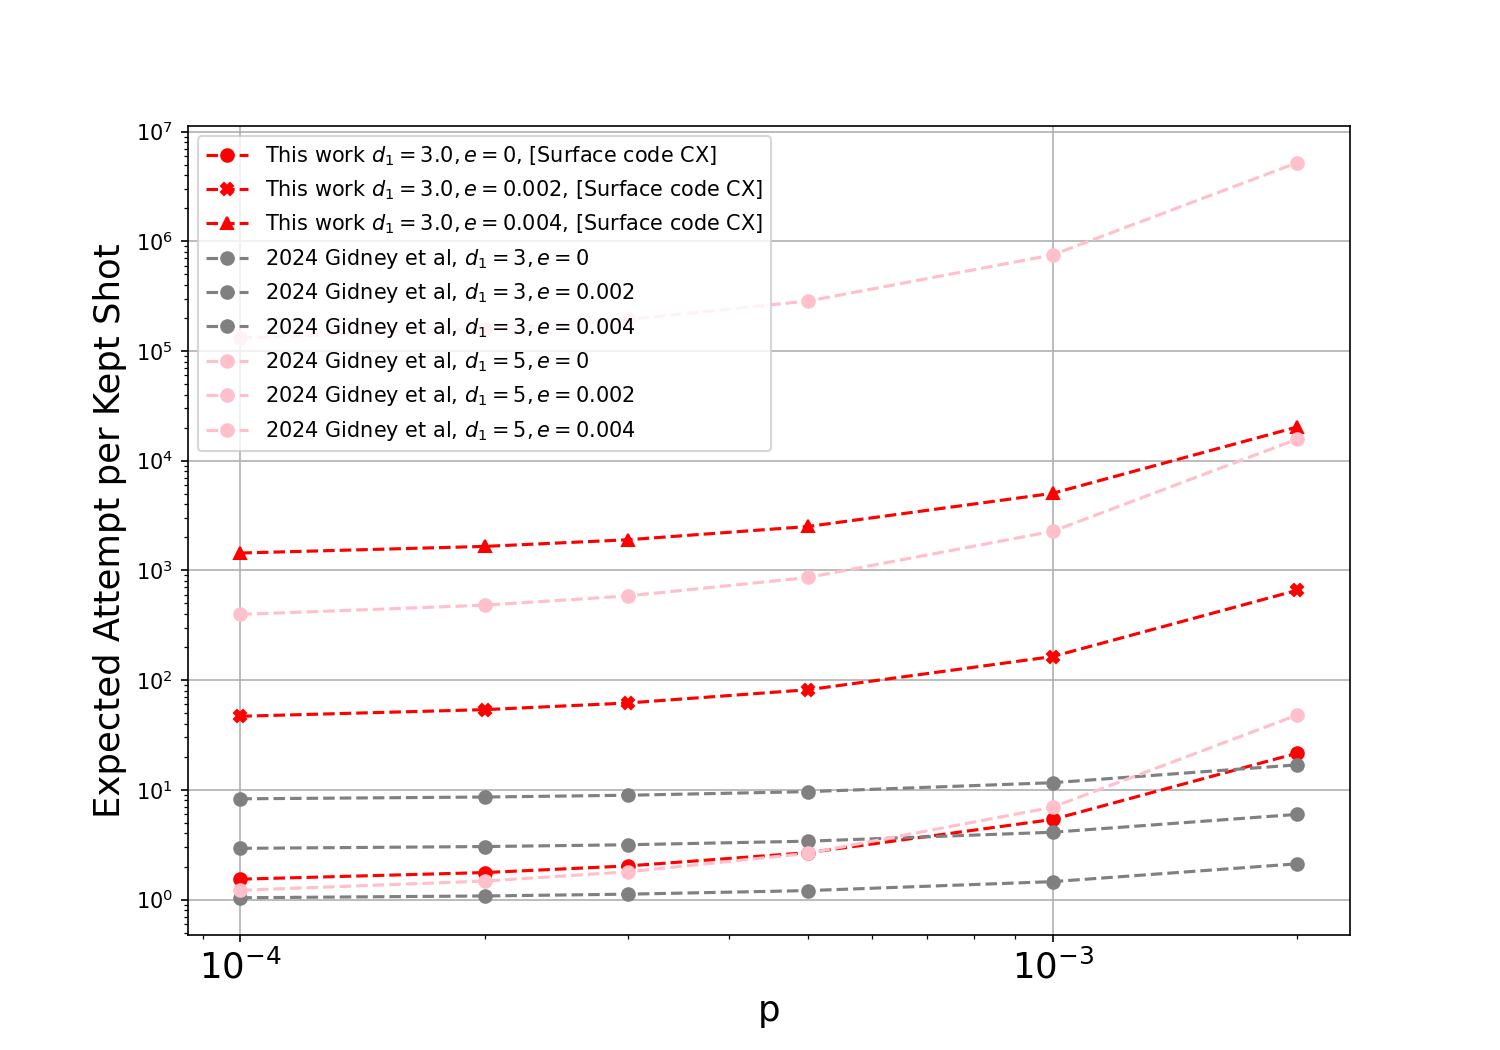 Expected Attempt per Kept Shot
10⁷
10⁶
10⁵
10⁴
10³
10²
10¹
10⁰
This work d₁ = 3.0, e = 0, [Surface code CX]
This work d₁ = 3.0, e = 0.002, [Surface code CX]
This work d₁ = 3.0, e = 0.004, [Surface code CX]
2024 Gidney et al, d₁ = 3, e = 0
2024 Gidney et al, d₁ = 3, e = 0.002
2024 Gidney et al, d₁ = 3, e = 0.004
2024 Gidney et al, d₁ = 5, e = 0
2024 Gidney et al, d₁ = 5, e = 0.002
2024 Gidney et al, d₁ = 5, e = 0.004
10⁻⁴
10⁻³
p